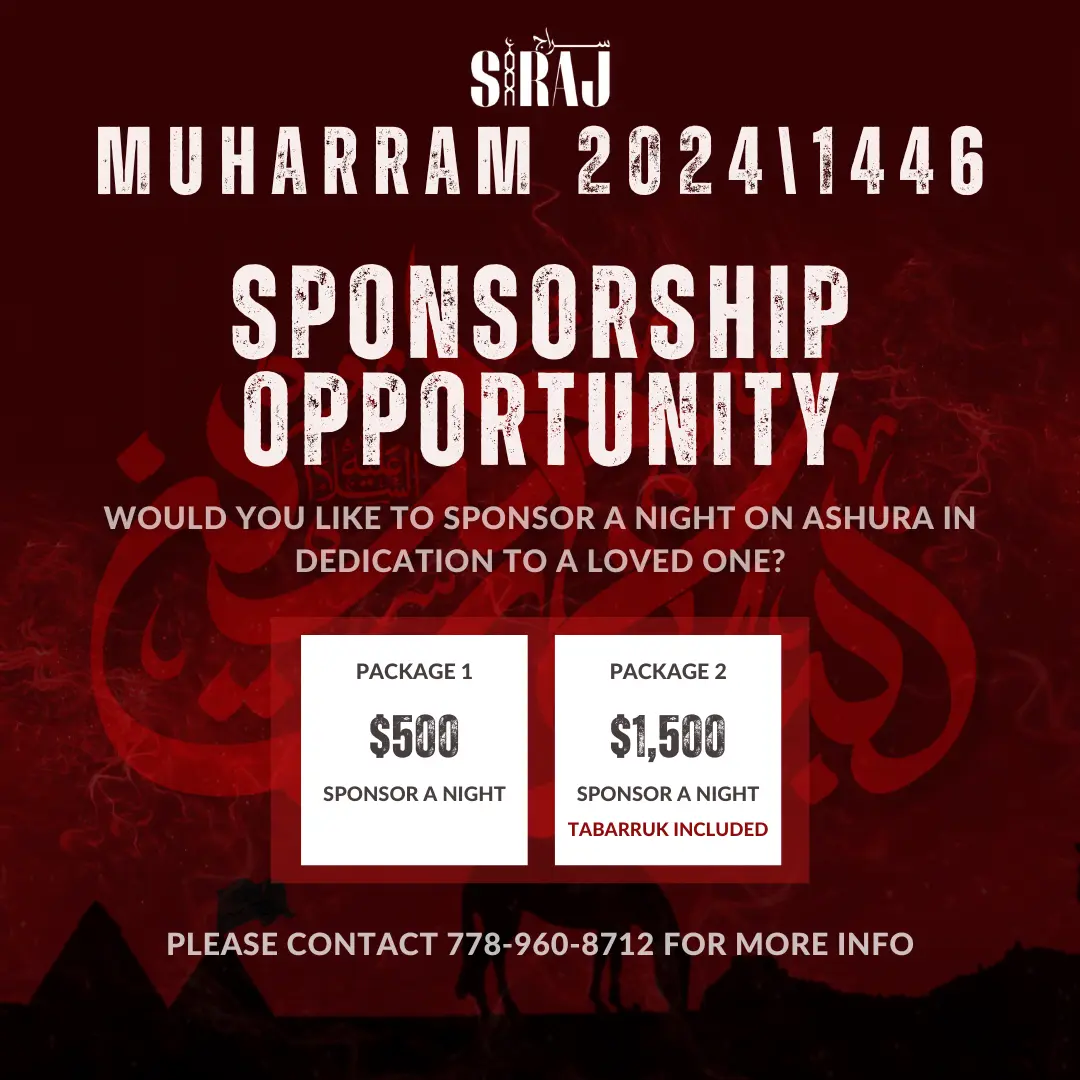 سراج
SIRAJ
MUHARRAM 2024\1446
SPONSORSHIP
OPPORTUNITY
WOULD YOU LIKE TO SPONSOR A NIGHT ON ASHURA IN
DEDICATION TO A LOVED ONE?
PACKAGE 1
$500
SPONSOR A NIGHT
PACKAGE 2
$1,500
SPONSOR A NIGHT
TABARRUK INCLUDED
PLEASE CONTACT 778-960-8712 FOR MORE INFO